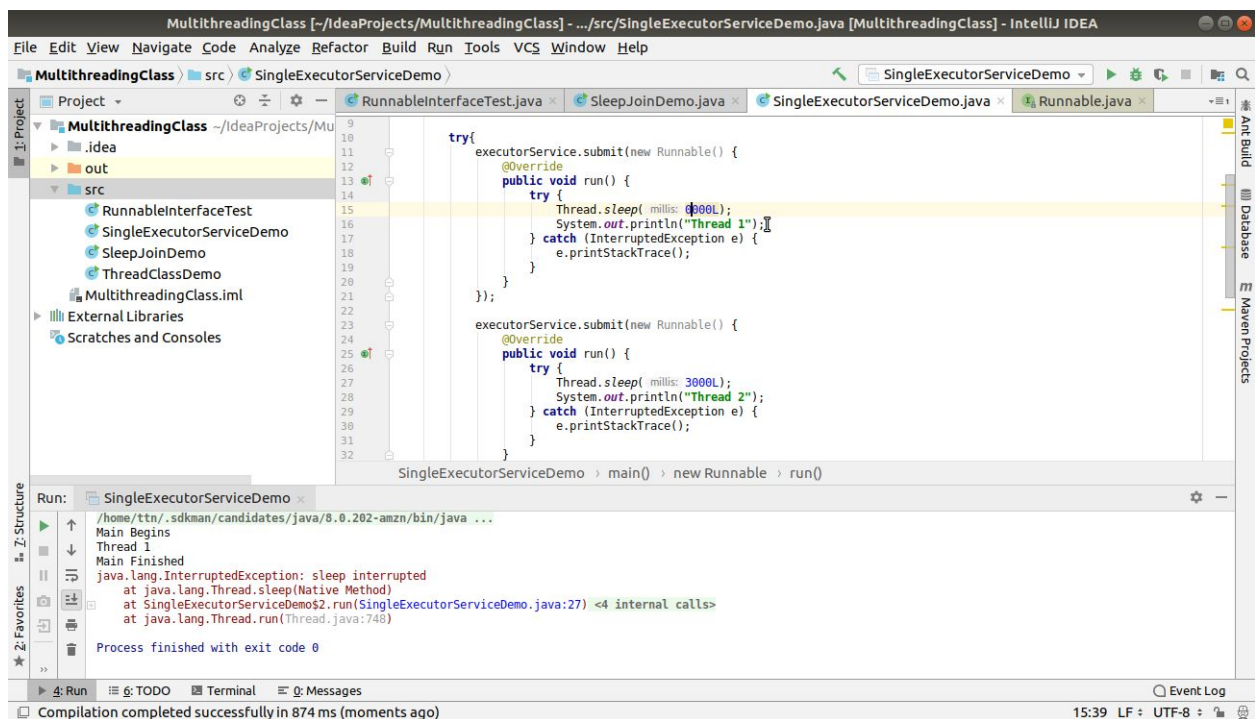 MultithreadingClass [~/IdeaProjects/MultithreadingClass] - .../src/SingleExecutorServiceDemo.java [MultithreadingClass] - IntelliJ IDEA
File Edit View Navigate Code Analyze Refactor Build Run Tools VCS Window Help
MultithreadingClass src SingleExecutorServiceDemo SingleExecutorServiceDemo
Project
RunnableInterfaceTest.java SleepJoinDemo.java SingleExecutorServiceDemo.java Runnable.java
1: Project
MultithreadingClass ~/IdeaProjects/Mu
.idea
out
src
RunnableInterfaceTest
SingleExecutorServiceDemo
SleepJoinDemo
ThreadClassDemo
MultithreadingClass.iml
External Libraries
Scratches and Consoles
9
10 try{
11 executorService.submit(new Runnable() {
12 @Override
13 public void run() {
14 try {
15 Thread.sleep( millis: 0000L);
16 System.out.println("Thread 1");
17 } catch (InterruptedException e) {
18 e.printStackTrace();
19 }
20 }
21 });
22
23 executorService.submit(new Runnable() {
24 @Override
25 public void run() {
26 try {
27 Thread.sleep( millis: 3000L);
28 System.out.println("Thread 2");
29 } catch (InterruptedException e) {
30 e.printStackTrace();
31 }
32 }
SingleExecutorServiceDemo › main() › new Runnable › run()
Ant Build
Database
m Maven Projects
Z: Structure
2: Favorites
Run: SingleExecutorServiceDemo
/home/ttn/.sdkman/candidates/java/8.0.202-amzn/bin/java ...
Main Begins
Thread 1
Main Finished
java.lang.InterruptedException: sleep interrupted
at java.lang.Thread.sleep(Native Method)
at SingleExecutorServiceDemo$2.run(SingleExecutorServiceDemo.java:27) <4 internal calls>
at java.lang.Thread.run(Thread.java:748)
Process finished with exit code 0
4: Run 6: TODO Terminal 0: Messages Event Log
Compilation completed successfully in 874 ms (moments ago) 15:39 LF UTF-8